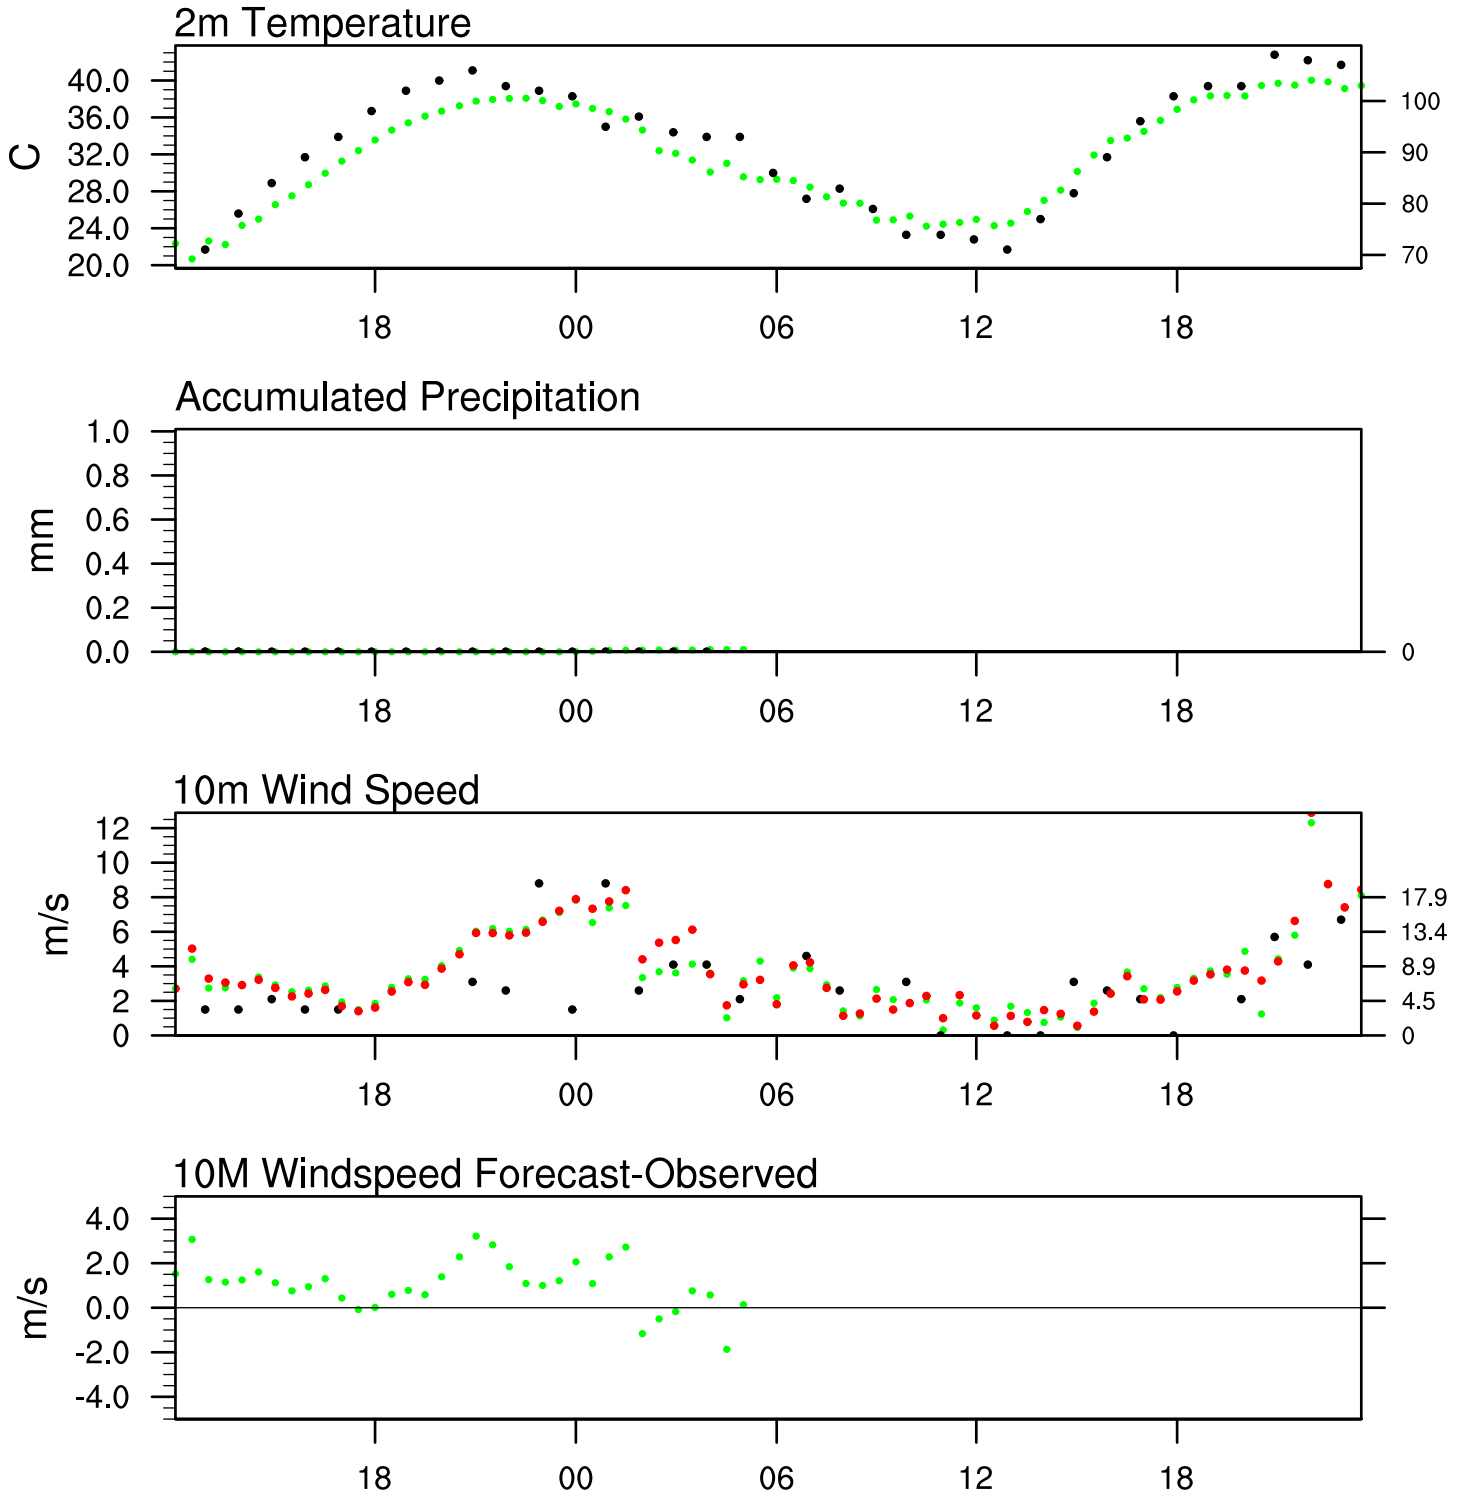 2m Temperature
40.0
36.0
32.0
28.0
24.0
20.0
C
100
90
80
70
18 00 06 12 18
Accumulated Precipitation
1.0
0.8
0.6
0.4
0.2
0.0
mm
0
18 00 06 12 18
10m Wind Speed
12
10
8
6
4
2
0
m/s
17.9
13.4
8.9
4.5
0
18 00 06 12 18
10M Windspeed Forecast-Observed
4.0
2.0
0.0
-2.0
-4.0
m/s
18 00 06 12 18